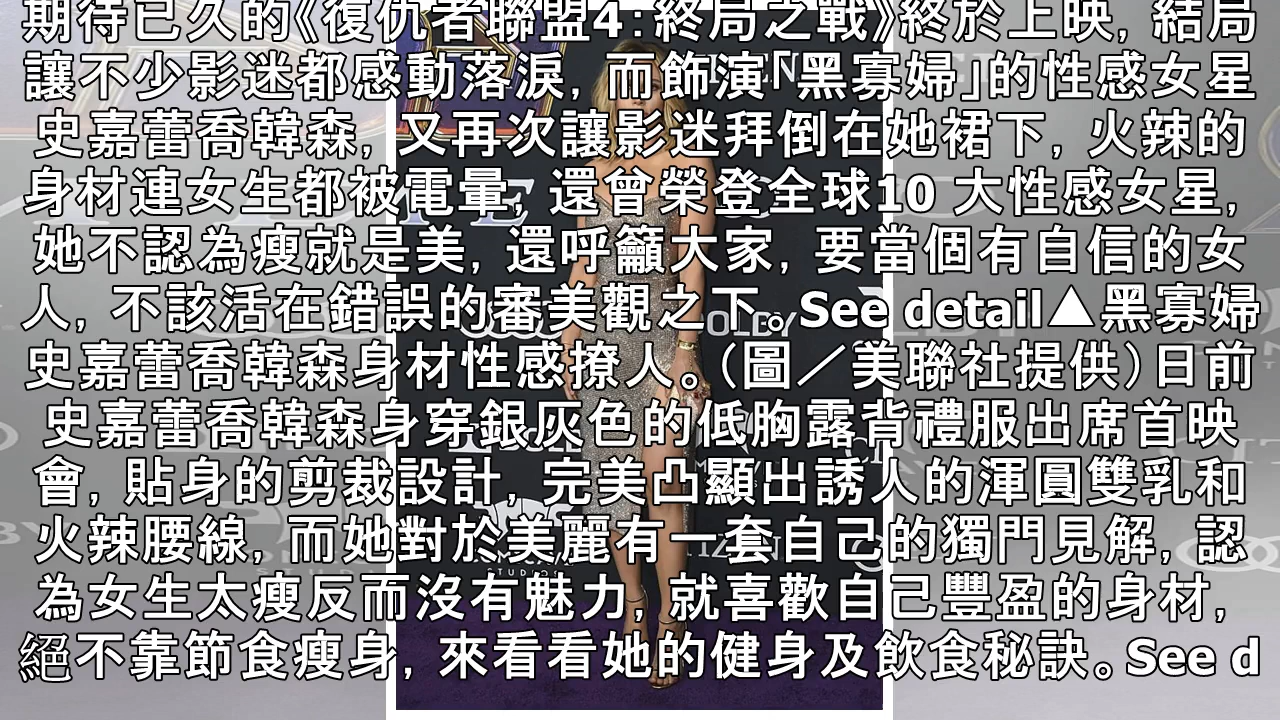 期待已久的《復仇者聯盟4：終局之戰》終於上映，結局
讓不少影迷都感動落淚，而飾演「黑寡婦」的性感女星
史嘉蕾喬韓森，又再次讓影迷拜倒在她裙下，火辣的
身材連女生都被電暈，還曾榮登全球10 大性感女星，
她不認為瘦就是美，還呼籲大家，要當個有自信的女
人，不該活在錯誤的審美觀之下。See detail▲黑寡婦
史嘉蕾喬韓森身材性感撩人。（圖／美聯社提供）日前
史嘉蕾喬韓森身穿銀灰色的低胸露背禮服出席首映
會，貼身的剪裁設計，完美凸顯出誘人的渾圓雙乳和
火辣腰線，而她對於美麗有一套自己的獨門見解，認
為女生太瘦反而沒有魅力，就喜歡自己豐盈的身材，
絕不靠節食瘦身，來看看她的健身及飲食秘訣。See d